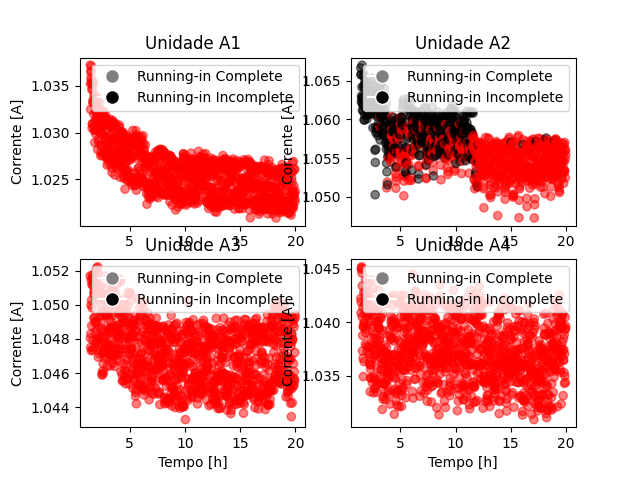 Unidade A1
Corrente [A]
1.035
1.030
1.025
5
10
15
20
Running-in Complete
Running-in Incomplete
Unidade A2
Corrente [A]
1.065
1.060
1.055
1.050
5
10
15
20
Running-in Complete
Running-in Incomplete
Unidade A3
Corrente [A]
1.052
1.050
1.048
1.046
1.044
5
10
15
20
Tempo [h]
Running-in Complete
Running-in Incomplete
Unidade A4
Corrente [A]
1.045
1.040
1.035
5
10
15
20
Tempo [h]
Running-in Complete
Running-in Incomplete